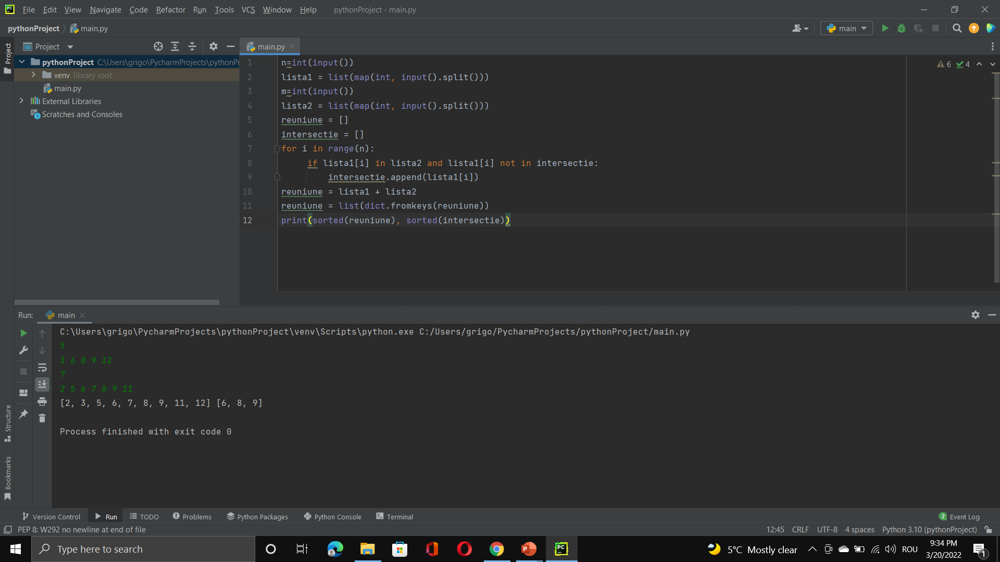 PC File Edit View Navigate Code Refactor Run Tools VCS Window Help pythonProject - main.py
pythonProject main.py main
Project
Project main.py
pythonProject C:\Users\grigo\PycharmProjects\pythonPr
venv library root
main.py
External Libraries
Scratches and Consoles
6 4
1 n=int(input())
2 lista1 = list(map(int, input().split()))
3 m=int(input())
4 lista2 = list(map(int, input().split()))
5 reuniune = []
6 intersectie = []
7 for i in range(n):
8 if lista1[i] in lista2 and lista1[i] not in intersectie:
9 intersectie.append(lista1[i])
10 reuniune = lista1 + lista2
11 reuniune = list(dict.fromkeys(reuniune))
12 print(sorted(reuniune), sorted(intersectie))
Run: main
C:\Users\grigo\PycharmProjects\pythonProject\venv\Scripts\python.exe C:/Users/grigo/PycharmProjects/pythonProject/main.py
5
3 6 8 9 12
7
2 5 6 7 8 9 11
[2, 3, 5, 6, 7, 8, 9, 11, 12] [6, 8, 9]
Process finished with exit code 0
Structure
Bookmarks
Version Control Run TODO Problems Python Packages Python Console Terminal 2 Event Log
PEP 8: W292 no newline at end of file 12:45 CRLF UTF-8 4 spaces Python 3.10 (pythonProject)
Type here to search P PC 5°C Mostly clear ROU 9:34 PM
3/20/2022 1